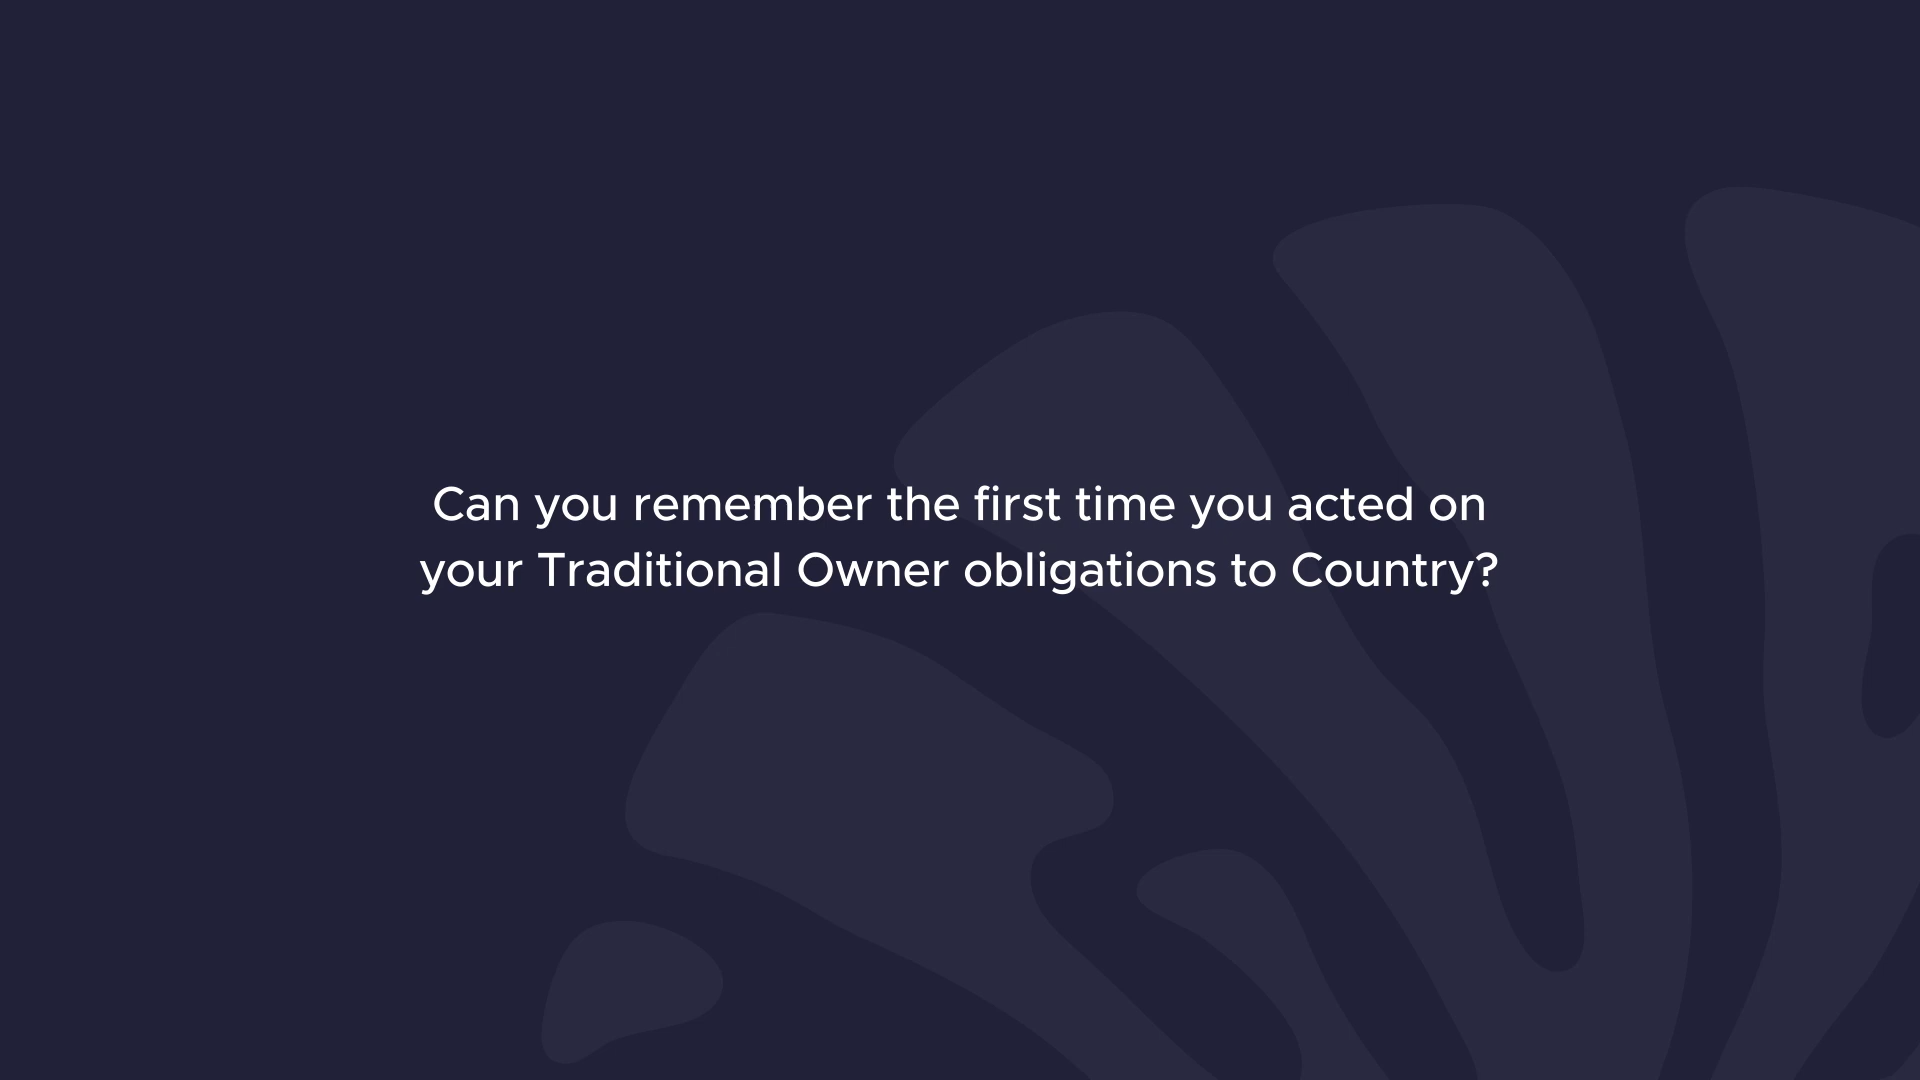 Can you remember the first time you acted on
your Traditional Owner obligations to Country?